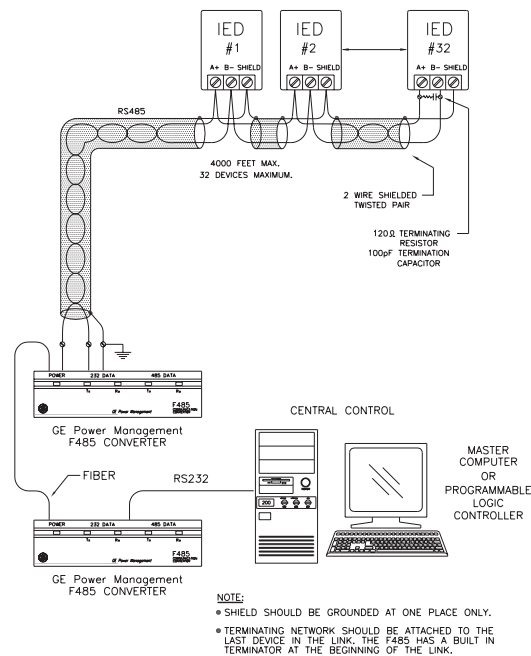 IED
#1
IED
#2
IED
#32
A+ B- SHIELD
A+ B- SHIELD
A+ B- SHIELD
RS485
4000 FEET MAX.
32 DEVICES MAXIMUM.
2 WIRE SHIELDED
TWISTED PAIR
120Ω TERMINATING
RESISTOR
100pF TERMINATION
CAPACITOR
POWER 232 DATA 485 DATA
Tx Rx Tx Rx
GE Power Management
F485
GE Power Management
F485 CONVERTER
FIBER
RS232
CENTRAL CONTROL
200
MASTER
COMPUTER
OR
PROGRAMMABLE
LOGIC
CONTROLLER
POWER 232 DATA 485 DATA
Tx Rx Tx Rx
GE Power Management
F485
GE Power Management
F485 CONVERTER
NOTE:
● SHIELD SHOULD BE GROUNDED AT ONE PLACE ONLY.
● TERMINATING NETWORK SHOULD BE ATTACHED TO THE
LAST DEVICE IN THE LINK. THE F485 HAS A BUILT IN
TERMINATOR AT THE BEGINNING OF THE LINK.